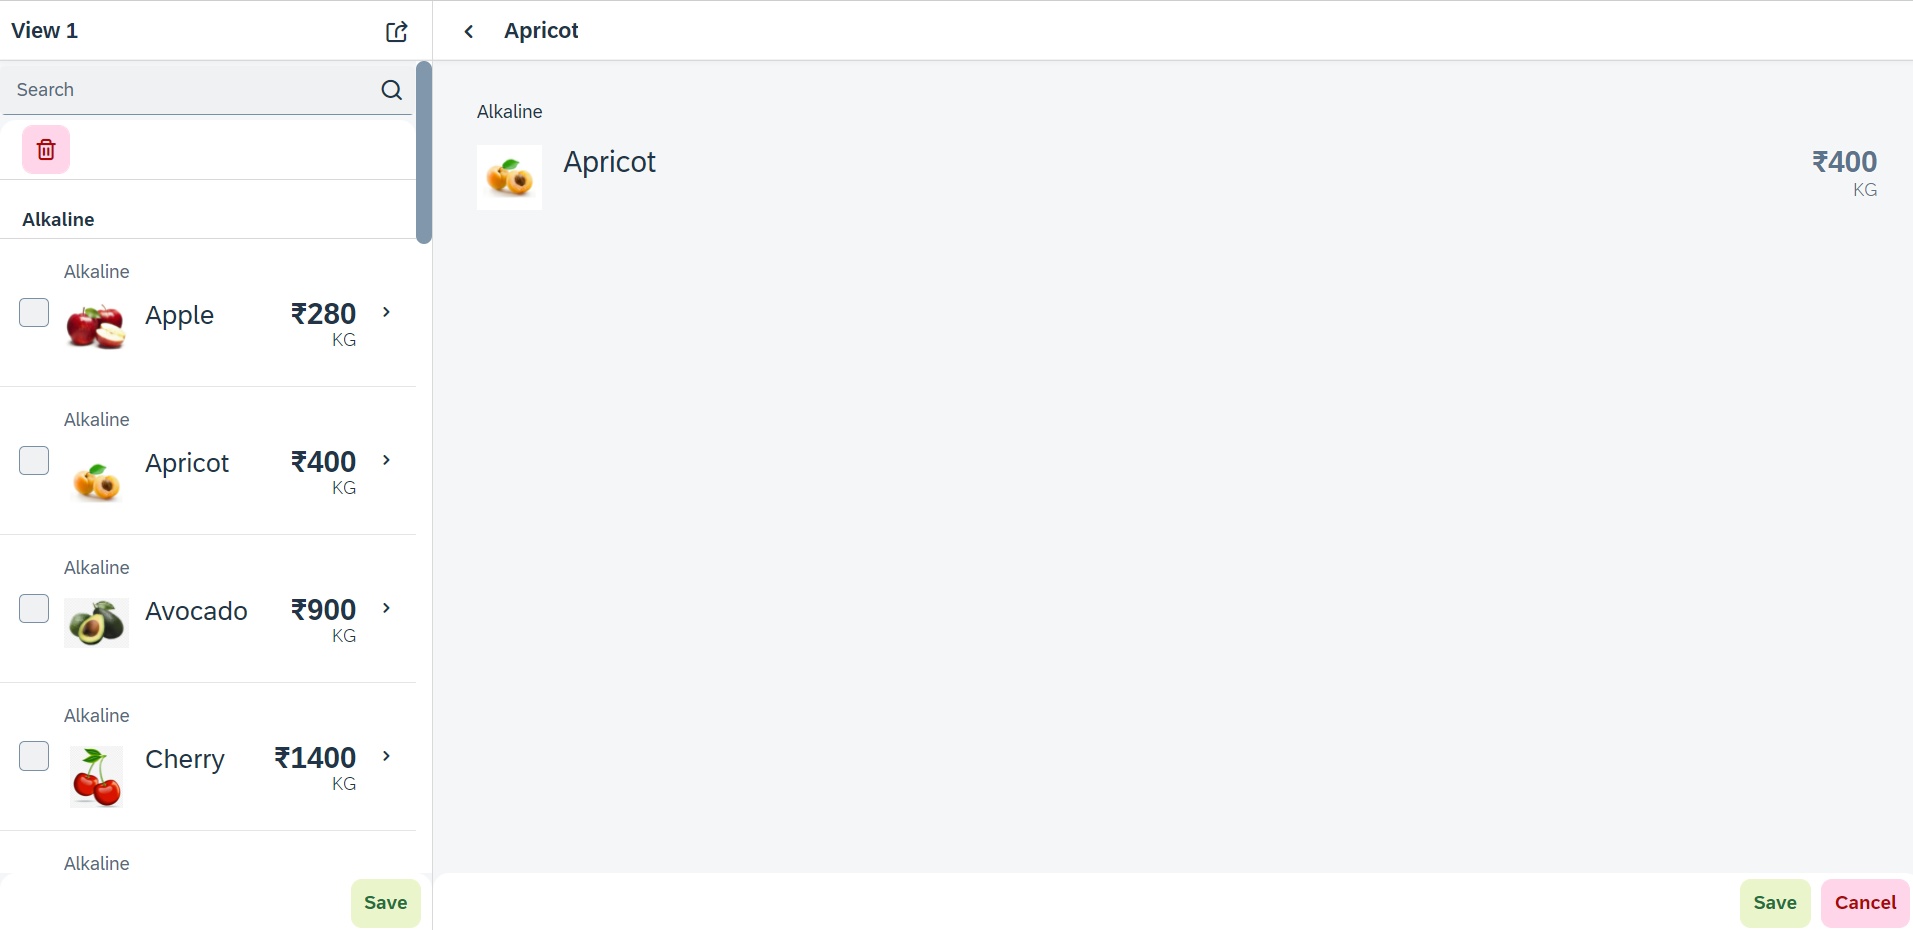 View 1
Search
Alkaline
Alkaline
Apple
₹280
KG
Alkaline
Apricot
₹400
KG
Alkaline
Avocado
₹900
KG
Alkaline
Cherry
₹1400
KG
Alkaline
Save
Apricot
Alkaline
Apricot
₹400
KG
Save
Cancel